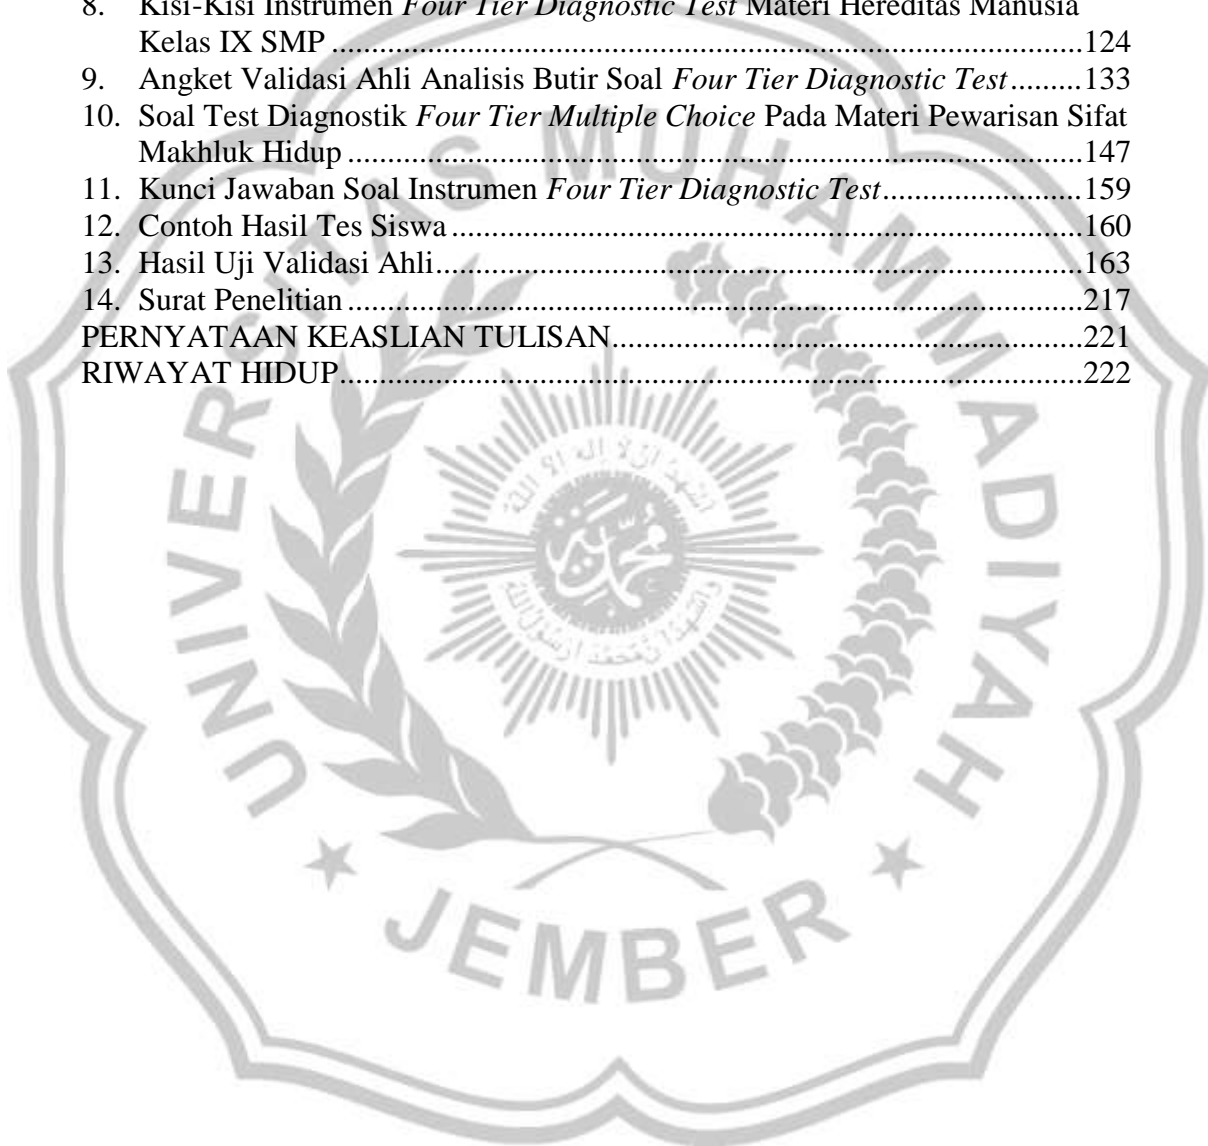 8. Kisi-Kisi Instrumen Four Tier Diagnostic Test Materi Hereditas Manusia
Kelas IX SMP ........................................................................................124
9. Angket Validasi Ahli Analisis Butir Soal Four Tier Diagnostic Test.........133
10. Soal Test Diagnostik Four Tier Multiple Choice Pada Materi Pewarisan Sifat
Makhluk Hidup ......................................................................................147
11. Kunci Jawaban Soal Instrumen Four Tier Diagnostic Test.......................159
12. Contoh Hasil Tes Siswa ..........................................................................160
13. Hasil Uji Validasi Ahli............................................................................163
14. Surat Penelitian ......................................................................................217
PERNYATAAN KEASLIAN TULISAN.......................................................221
RIWAYAT HIDUP.......................................................................................222
UNIVERSITAS MUHAMMADIYAH
JEMBER